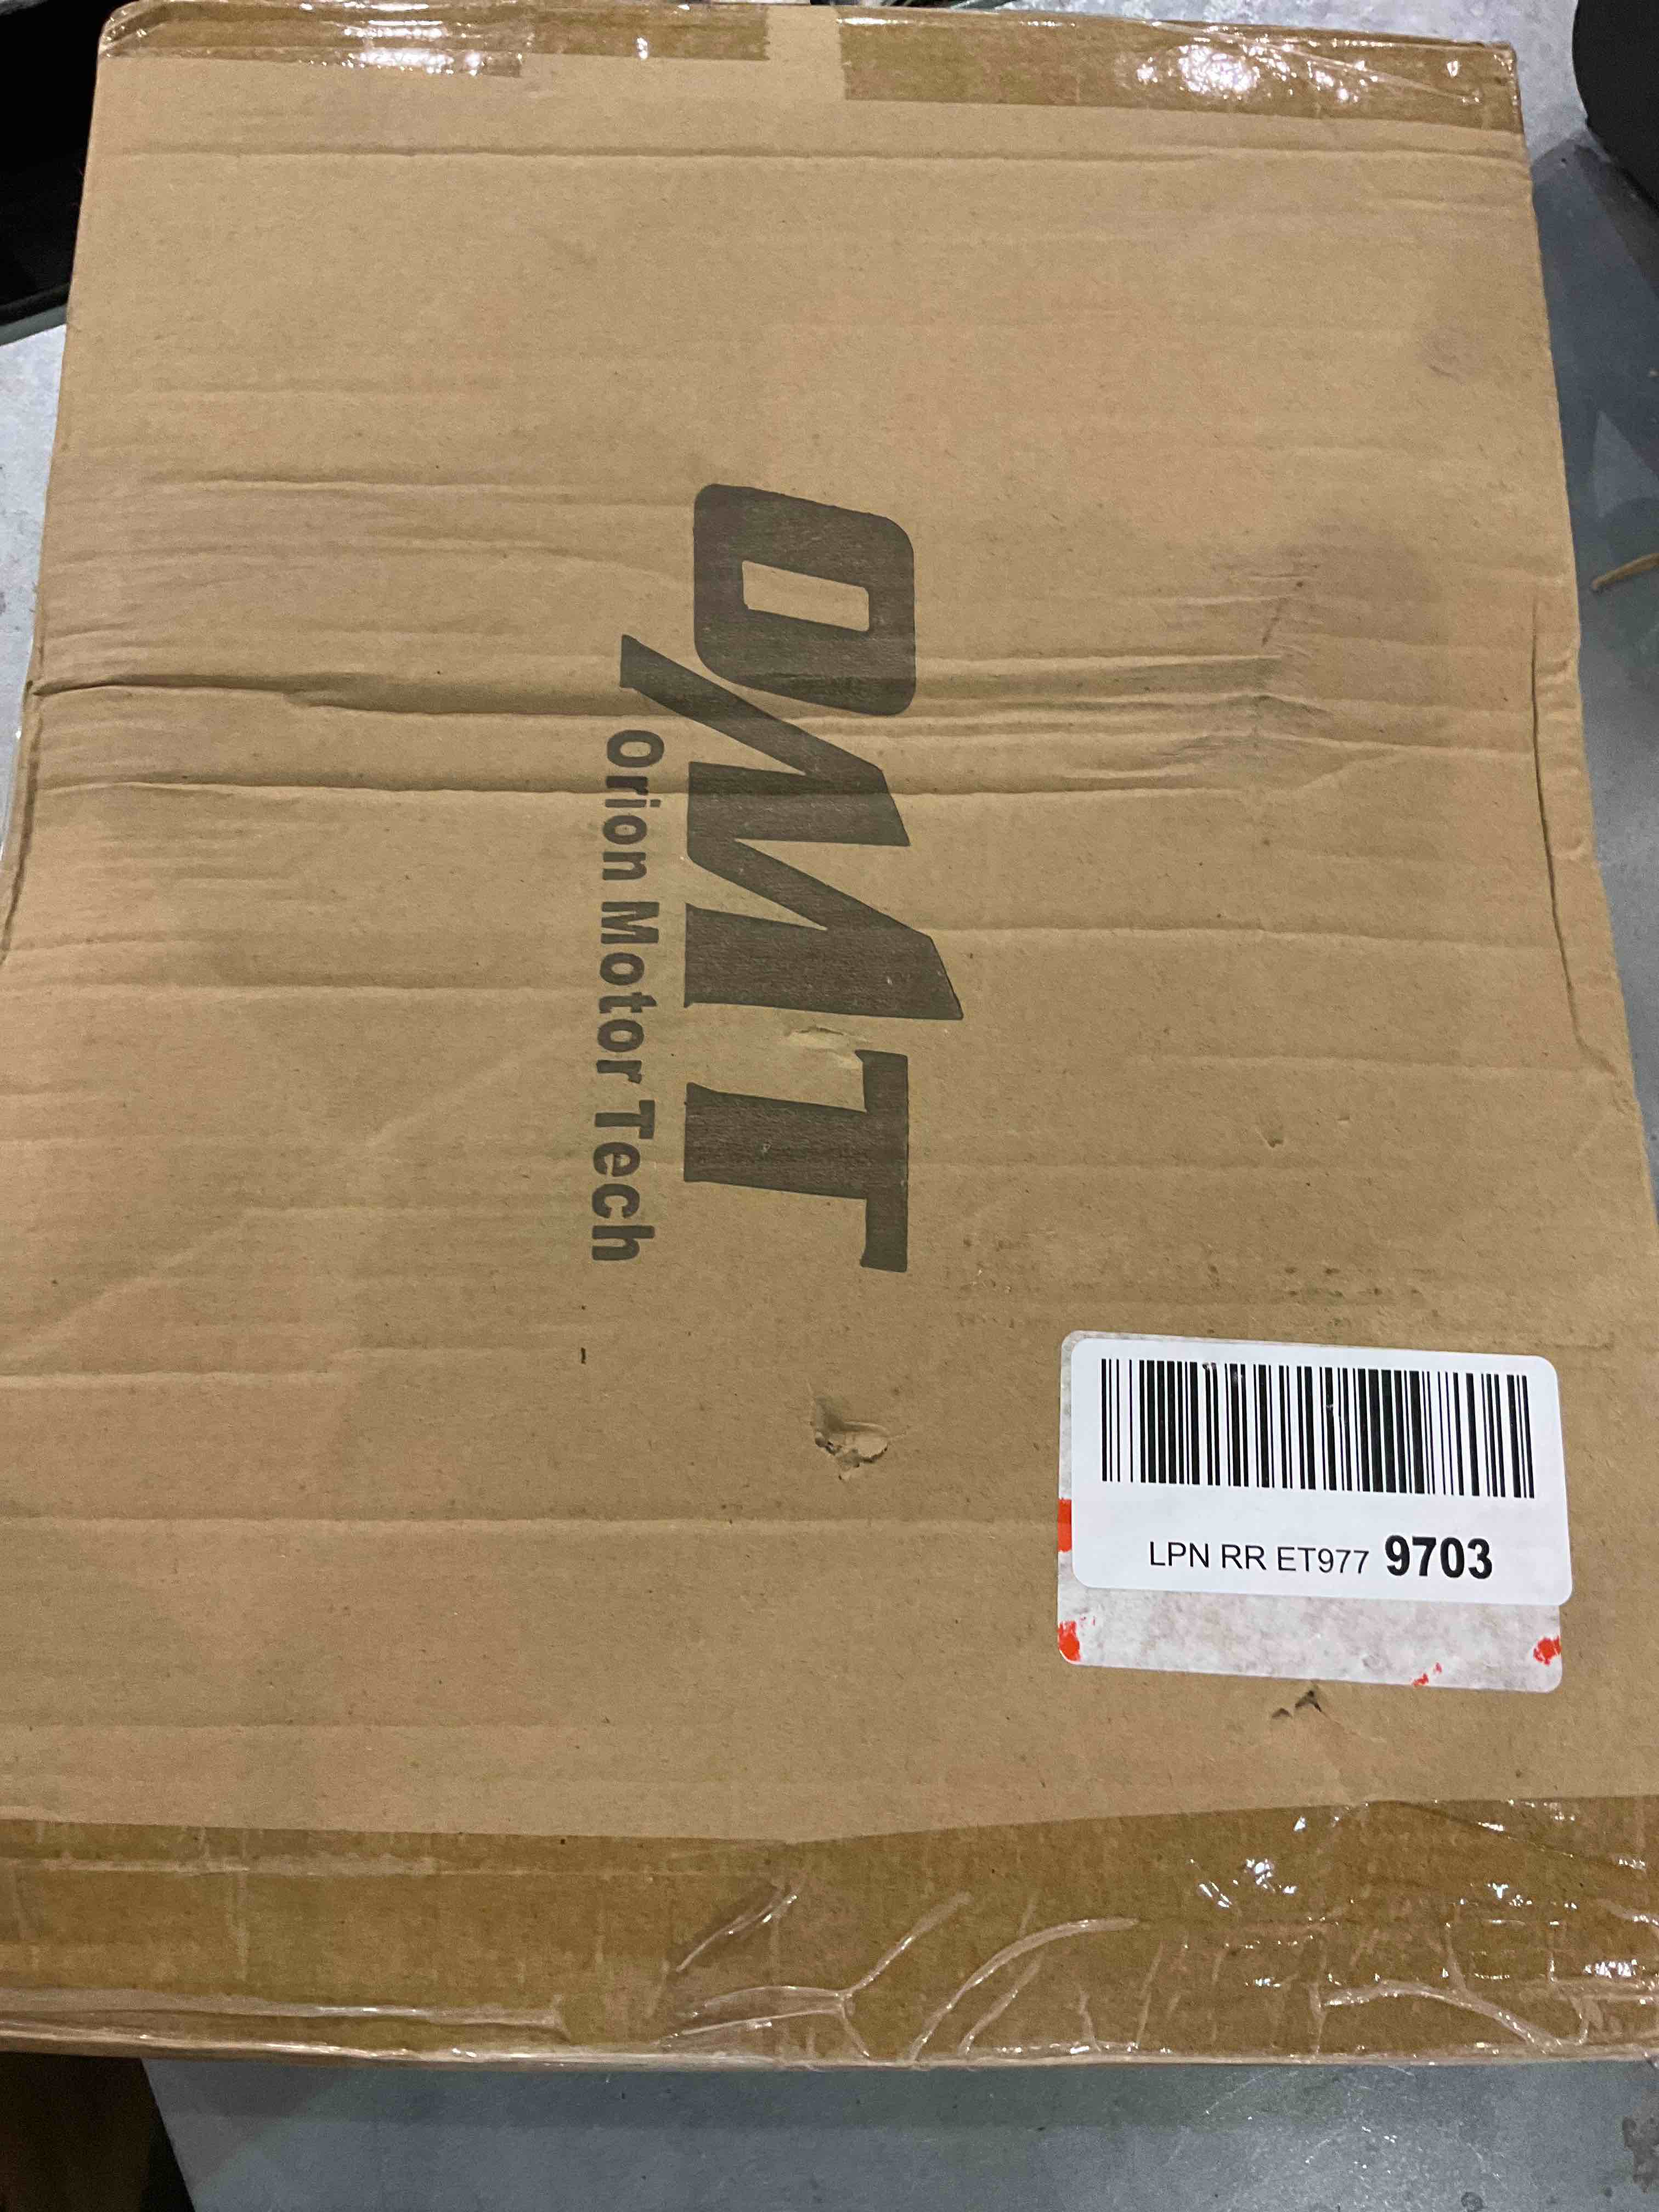 OMT
Orion Motor Tech
LPN RR ET977 9703